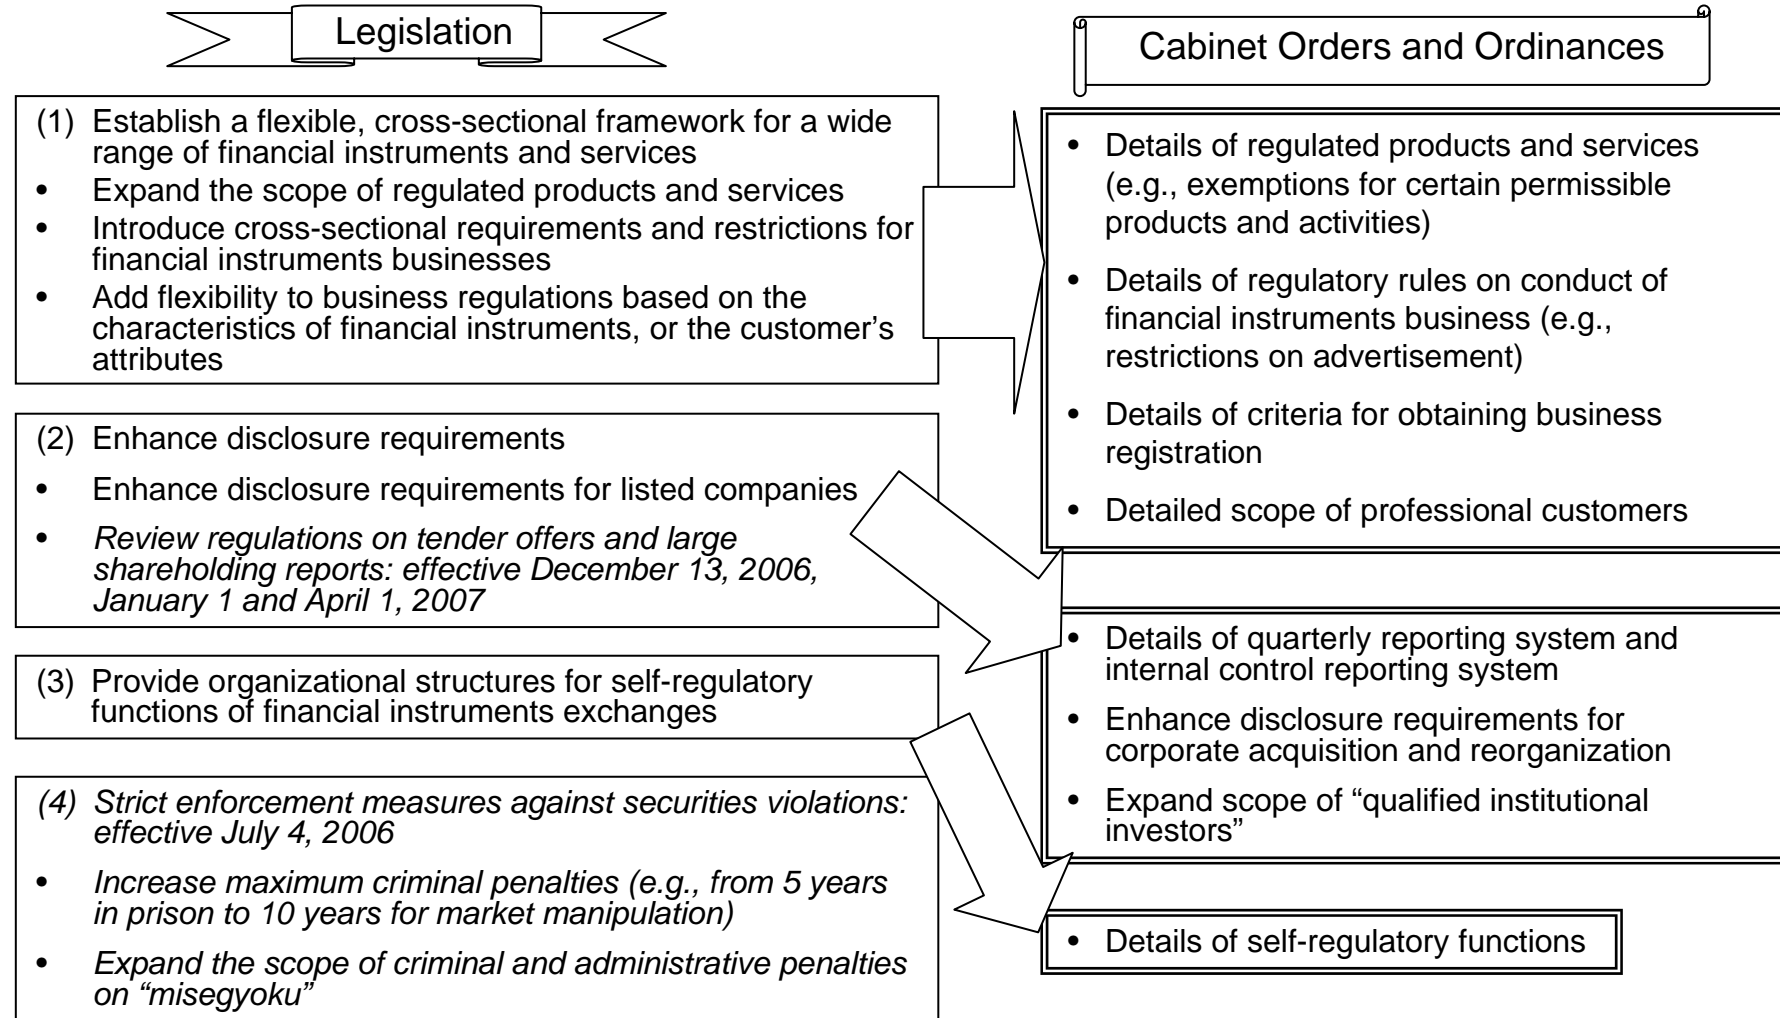 Legislation
(1) Establish a flexible, cross-sectional framework for a wide
range of financial instruments and services
• Expand the scope of regulated products and services
• Introduce cross-sectional requirements and restrictions for
financial instruments businesses
• Add flexibility to business regulations based on the
characteristics of financial instruments, or the customer’s
attributes
(2) Enhance disclosure requirements
• Enhance disclosure requirements for listed companies
• Review regulations on tender offers and large
shareholding reports: effective December 13, 2006,
January 1 and April 1, 2007
(3) Provide organizational structures for self-regulatory
functions of financial instruments exchanges
(4) Strict enforcement measures against securities violations:
effective July 4, 2006
• Increase maximum criminal penalties (e.g., from 5 years
in prison to 10 years for market manipulation)
• Expand the scope of criminal and administrative penalties
on “misegyoku”
Cabinet Orders and Ordinances
• Details of regulated products and services
(e.g., exemptions for certain permissible
products and activities)
• Details of regulatory rules on conduct of
financial instruments business (e.g.,
restrictions on advertisement)
• Details of criteria for obtaining business
registration
• Detailed scope of professional customers
• Details of quarterly reporting system and
internal control reporting system
• Enhance disclosure requirements for
corporate acquisition and reorganization
• Expand scope of “qualified institutional
investors”
• Details of self-regulatory functions